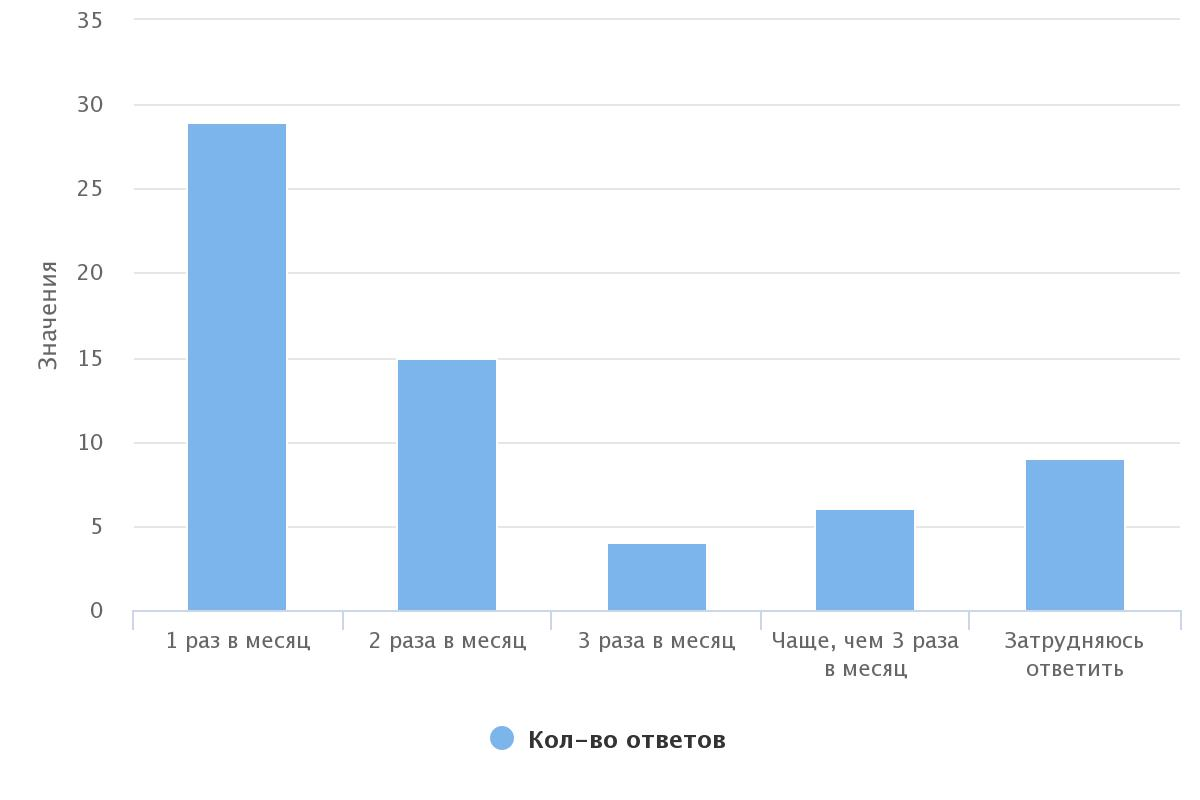 35
30
25
20
15
10
5
0
Значения
1 раз в месяц
2 раза в месяц
3 раза в месяц
Чаще, чем 3 раза
в месяц
Затрудняюсь
ответить
Кол-во ответов